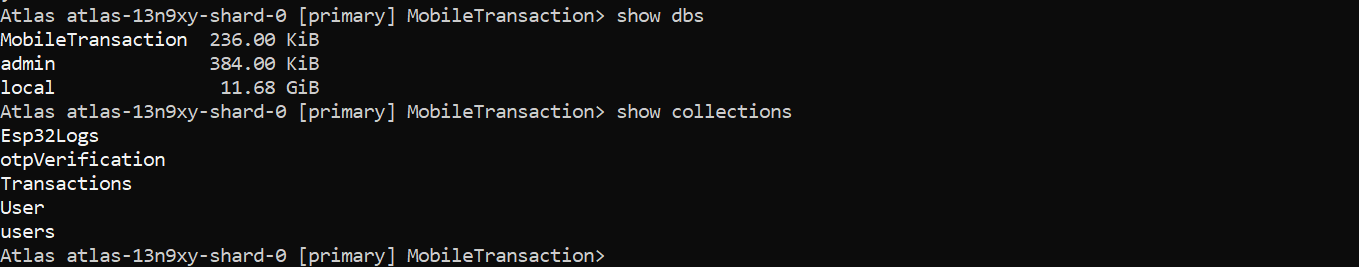 Atlas atlas-13n9xy-shard-0 [primary] MobileTransaction> show dbs
MobileTransaction  236.00 KiB
admin              384.00 KiB
local               11.68 GiB
Atlas atlas-13n9xy-shard-0 [primary] MobileTransaction> show collections
Esp32Logs
otpVerification
Transactions
User
users
Atlas atlas-13n9xy-shard-0 [primary] MobileTransaction>